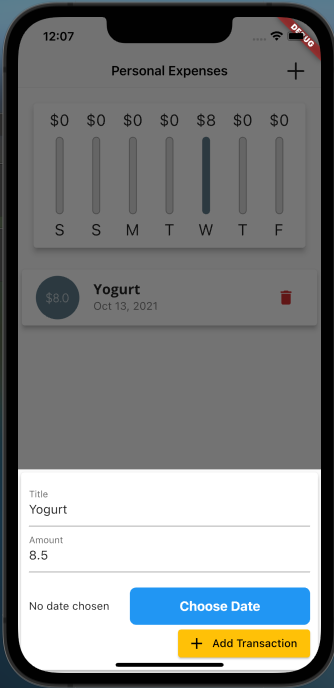 12:07
DEBUG
Personal Expenses
$0 $0 $0 $0 $8 $0 $0
S S M T W T F
$8.0
Yogurt
Oct 13, 2021
Title
Yogurt
Amount
8.5
No date chosen
Choose Date
Add Transaction